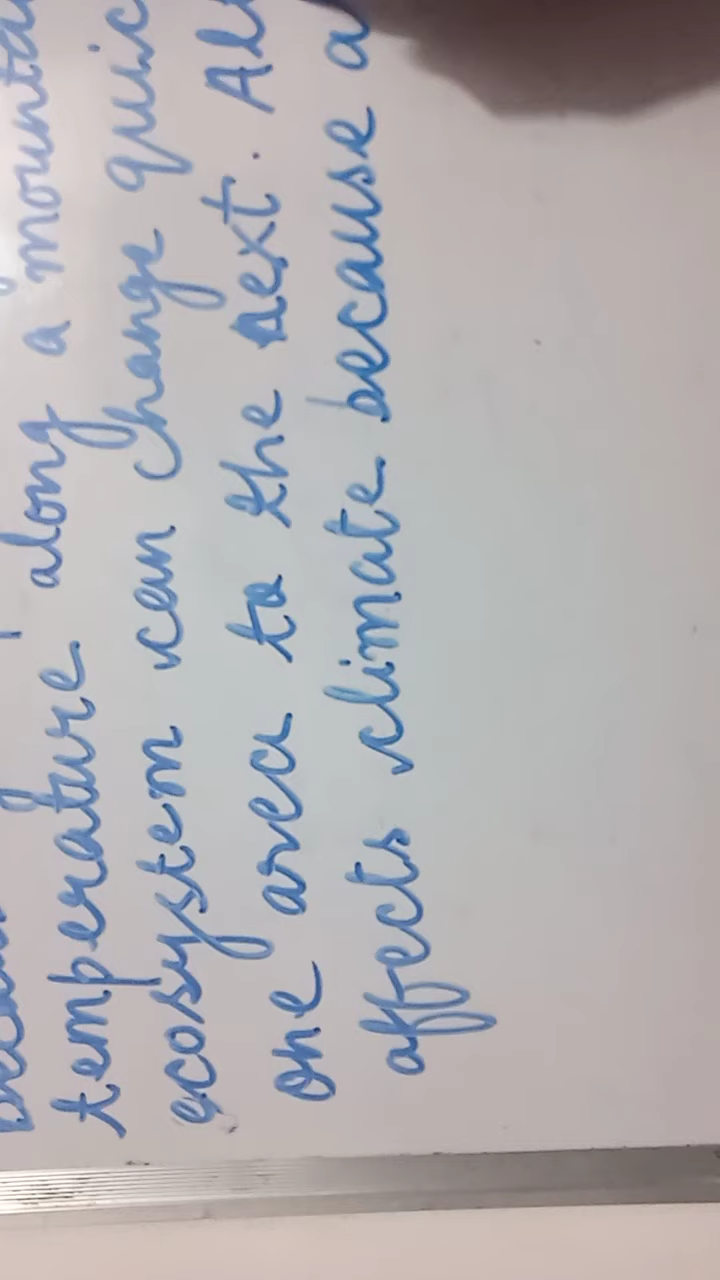 temperature along a
ecosystem can change
one area to the next.
affects climate because a